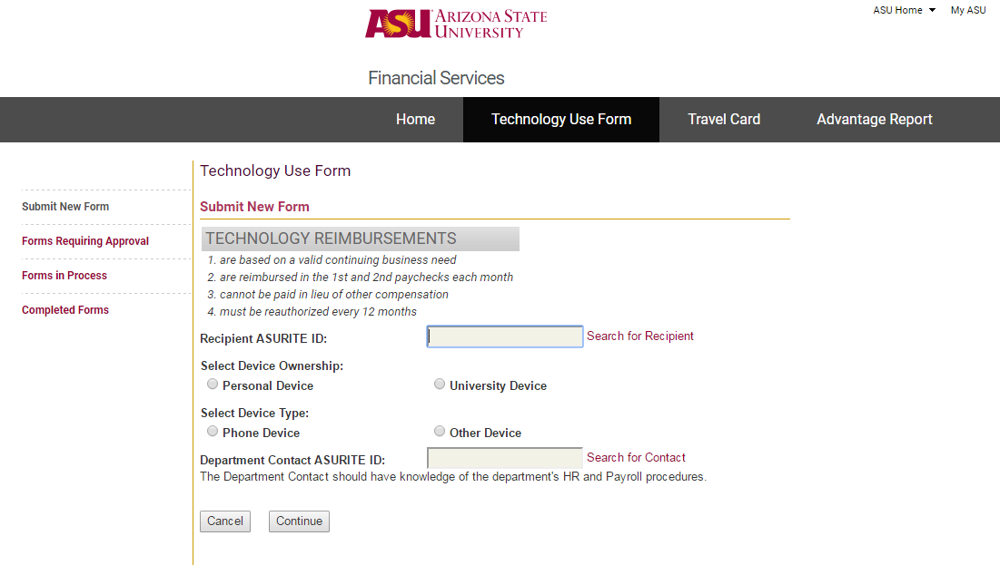 ASU ARIZONA STATE UNIVERSITY
ASU Home My ASU
Financial Services
Home Technology Use Form Travel Card Advantage Report
Submit New Form
Forms Requiring Approval
Forms in Process
Completed Forms
Technology Use Form
Submit New Form
TECHNOLOGY REIMBURSEMENTS
1. are based on a valid continuing business need
2. are reimbursed in the 1st and 2nd paychecks each month
3. cannot be paid in lieu of other compensation
4. must be reauthorized every 12 months
Recipient ASURITE ID: Search for Recipient
Select Device Ownership:
Personal Device University Device
Select Device Type:
Phone Device Other Device
Department Contact ASURITE ID: Search for Contact
The Department Contact should have knowledge of the department's HR and Payroll procedures.
Cancel Continue